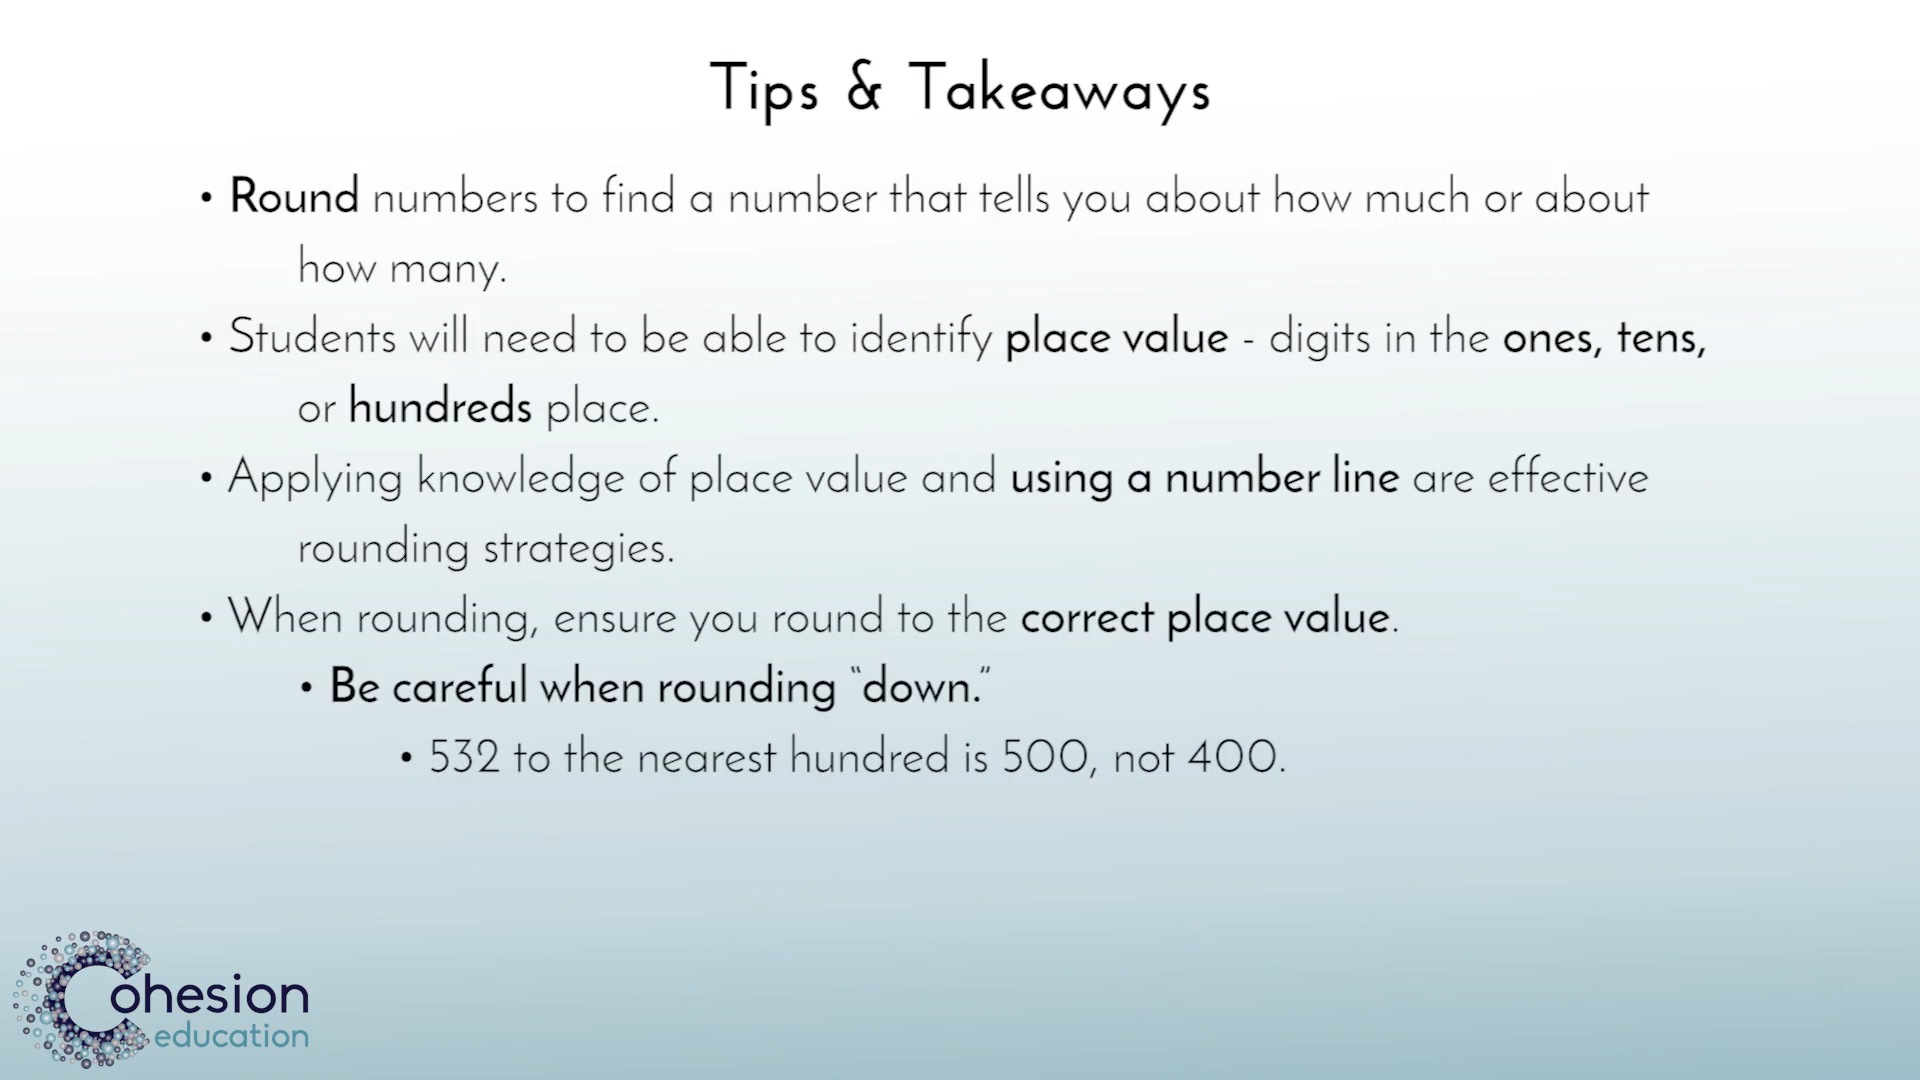 Tips & Takeaways
• Round numbers to find a number that tells you about how much or about
how many.
• Students will need to be able to identify place value - digits in the ones, tens,
or hundreds place.
• Applying knowledge of place value and using a number line are effective
rounding strategies.
• When rounding, ensure you round to the correct place value.
• Be careful when rounding “down.”
• 532 to the nearest hundred is 500, not 400.
Cohesion
education